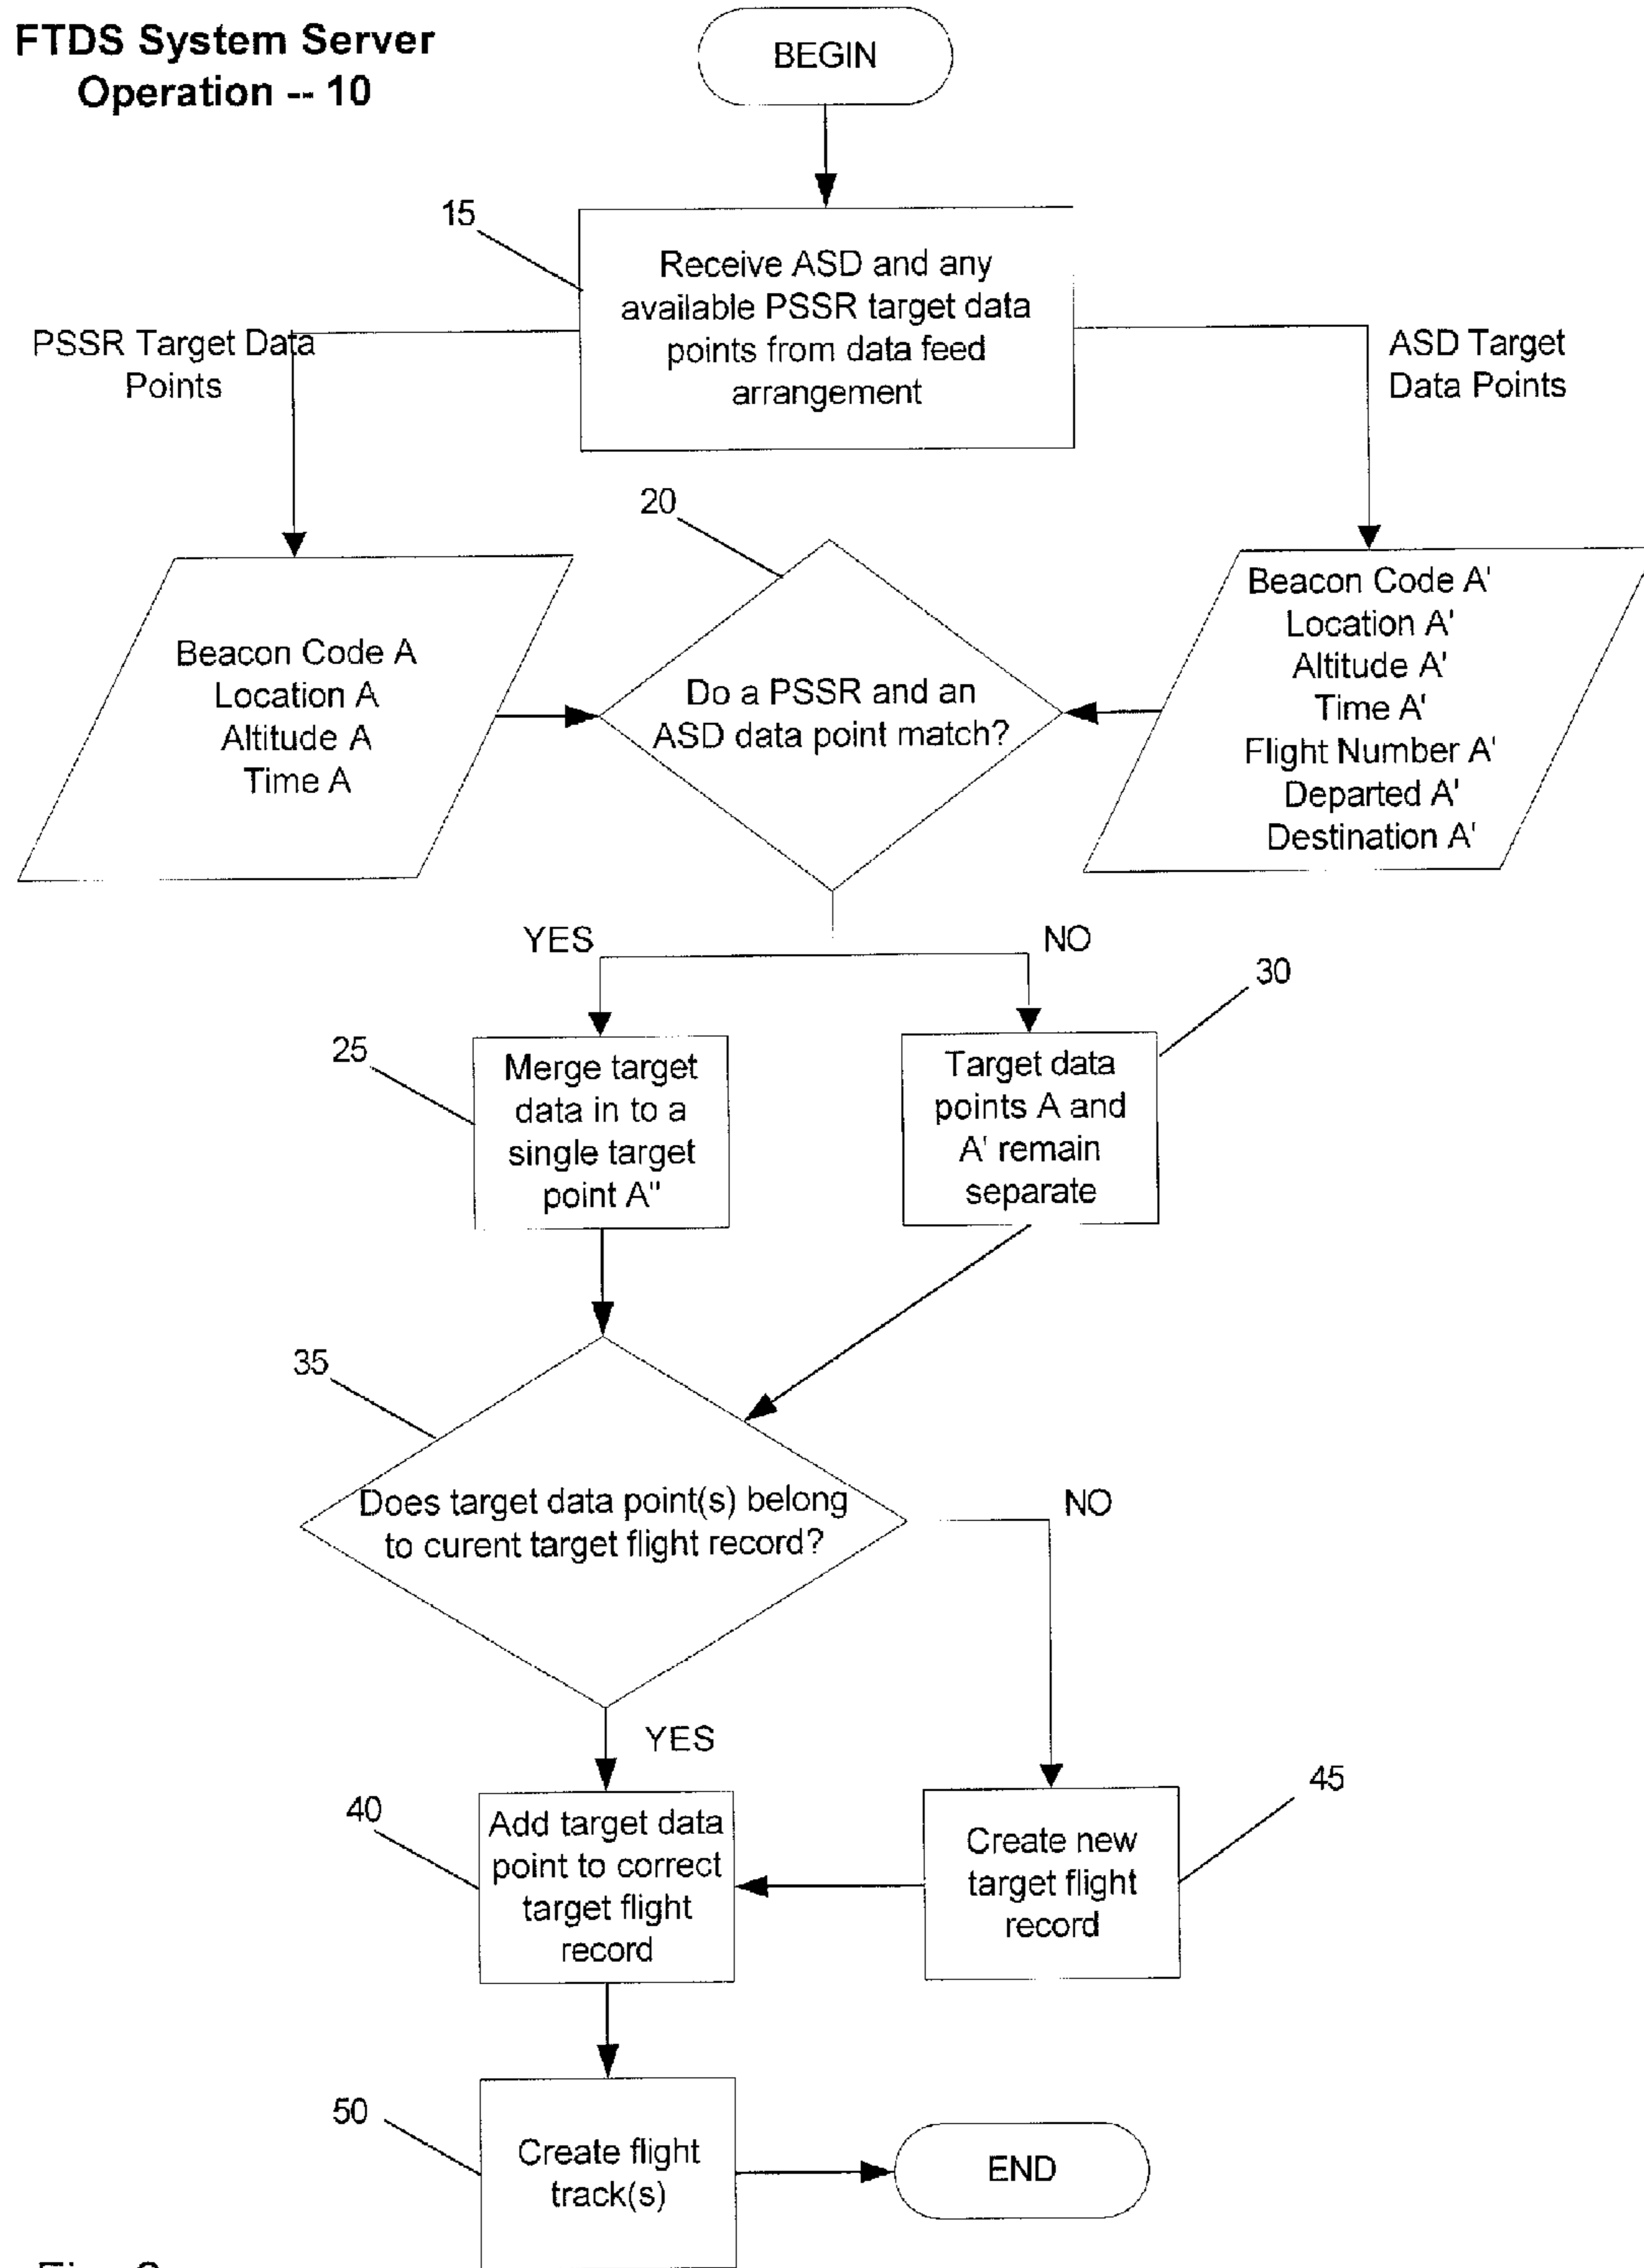 FTDS System Server
Operation -- 10
BEGIN
15
Receive ASD and any
available PSSR target data
points from data feed
arrangement
PSSR Target Data
Points
ASD Target
Data Points
20
Beacon Code A
Location A
Altitude A
Time A
Do a PSSR and an
ASD data point match?
Beacon Code A'
Location A'
Altitude A'
Time A'
Flight Number A'
Departed A'
Destination A'
YES
NO
30
25
Merge target
data in to a
single target
point A"
Target data
points A and
A' remain
separate
35
Does target data point(s) belong
to curent target flight record?
NO
YES
45
40
Add target data
point to correct
target flight
record
Create new
target flight
record
50
Create flight
track(s)
END